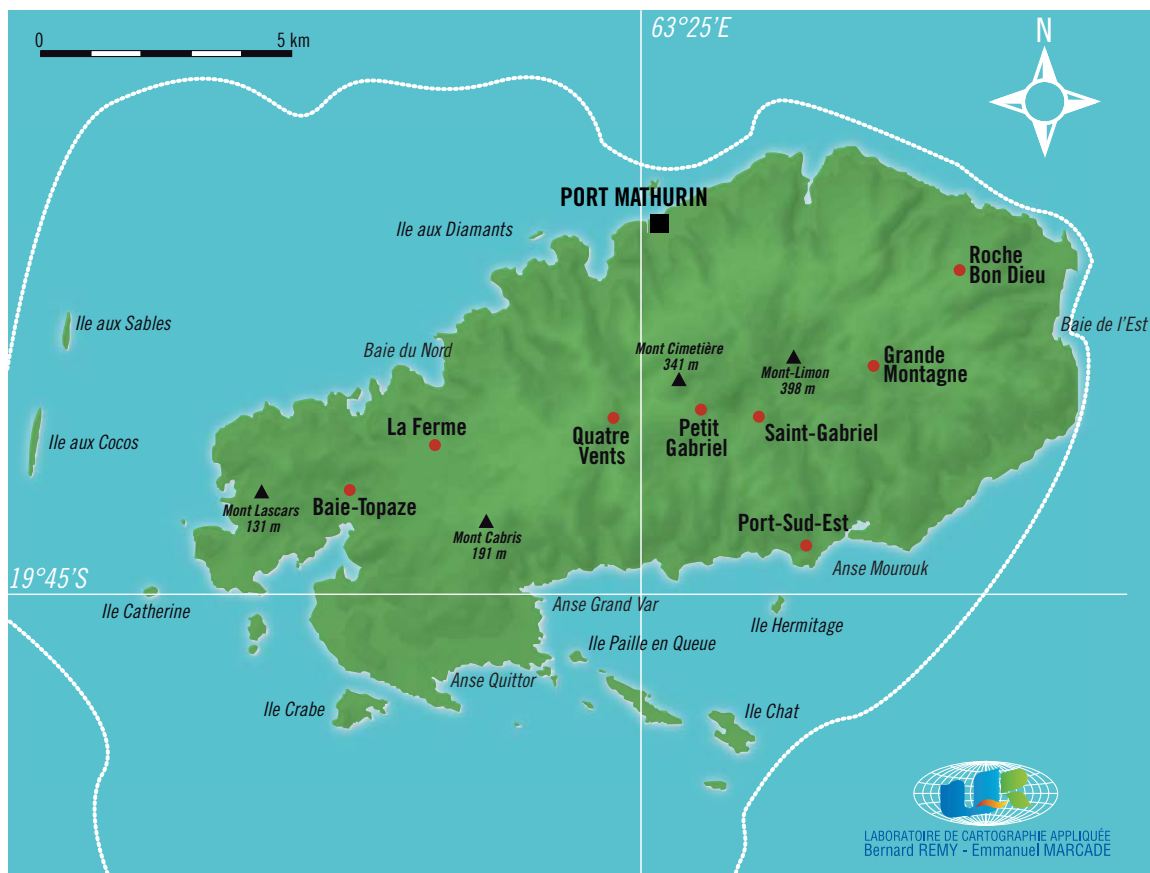 0 5 km
63°25'E
N
PORT MATHURIN
Ile aux Diamants
Roche
Bon Dieu
Ile aux Sables
Baie de l'Est
Baie du Nord
Mont Cimetière
341 m
Mont-Limon
398 m
Grande
Montagne
La Ferme
Ile aux Cocos
Quatre
Vents
Petit
Gabriel
Saint-Gabriel
Mont Lascars
131 m
Baie-Topaze
Mont Cabris
191 m
Port-Sud-Est
Anse Mourouk
19°45'S
Ile Catherine
Anse Grand Var
Ile Hermitage
Ile Paille en Queue
Anse Quittor
Ile Crabe
Ile Chat
LCR
LABORATOIRE DE CARTOGRAPHIE APPLIQUÉE
Bernard REMY - Emmanuel MARCADE